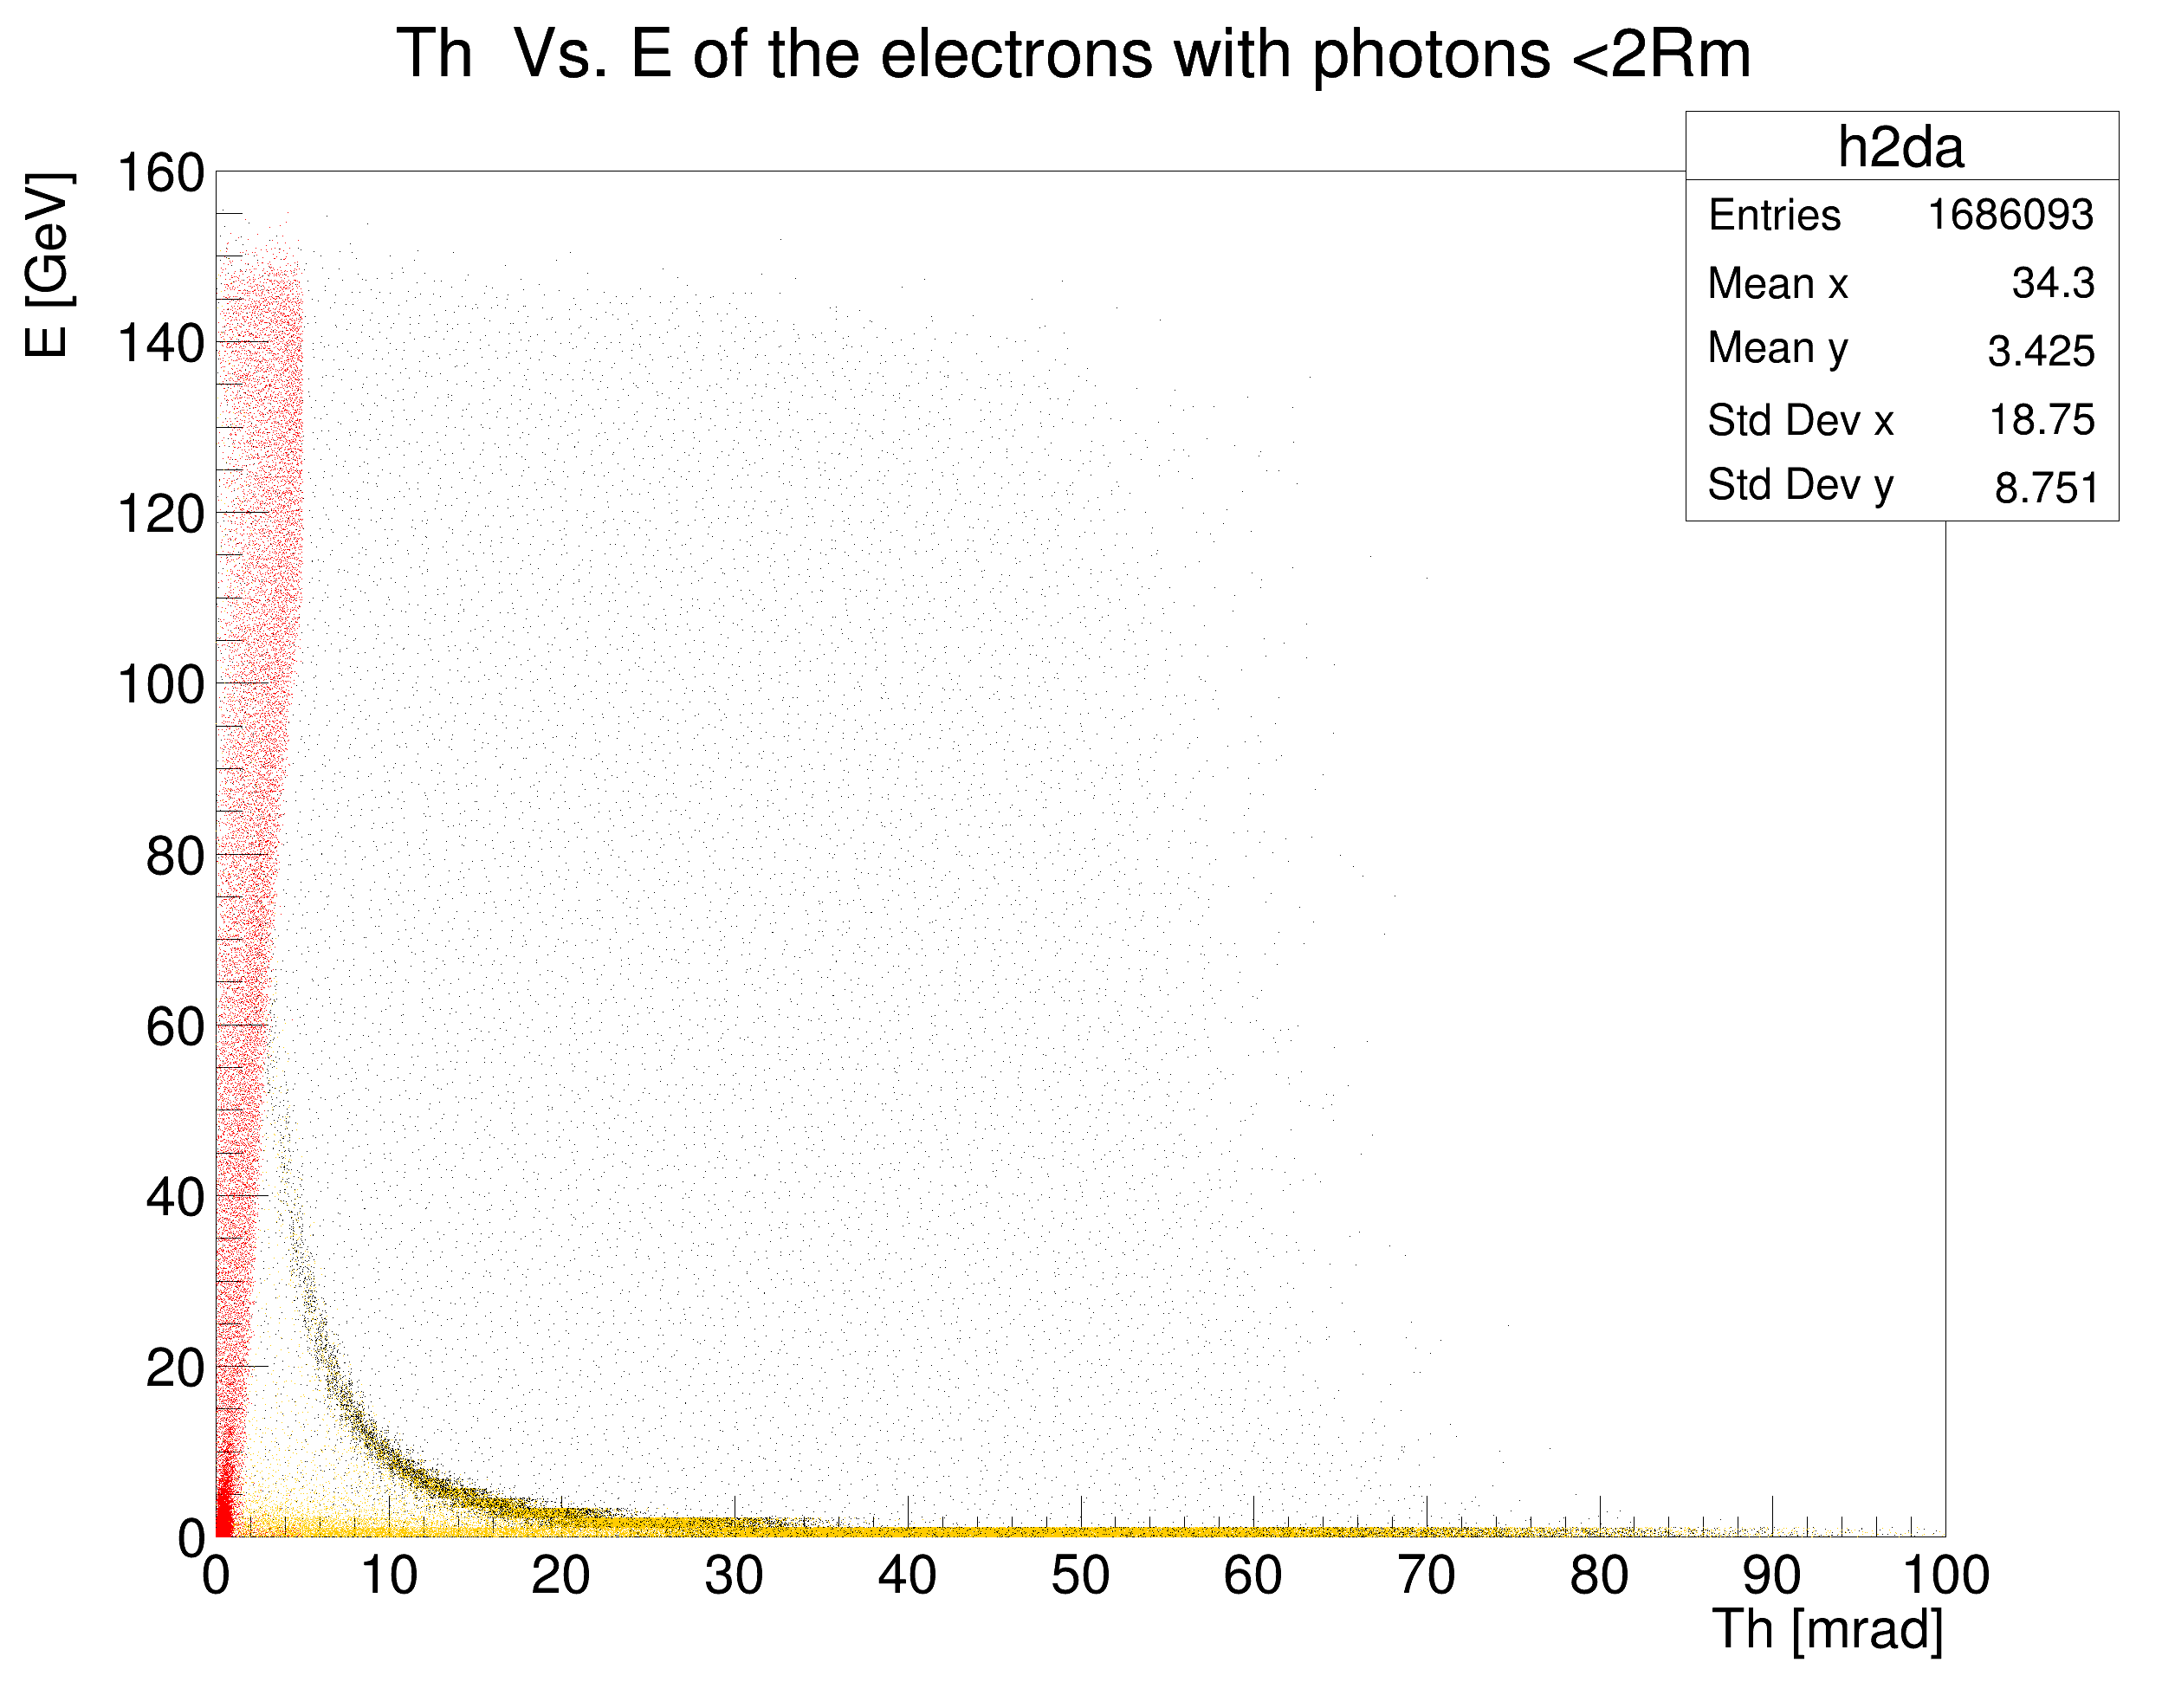 Th Vs. E of the electrons with photons <2Rm
h2da
Entries 1686093
Mean x 34.3
Mean y 3.425
Std Dev x 18.75
Std Dev y 8.751
E [GeV]
160
140
120
100
80
60
40
20
0
0 10 20 30 40 50 60 70 80 90 100
Th [mrad]